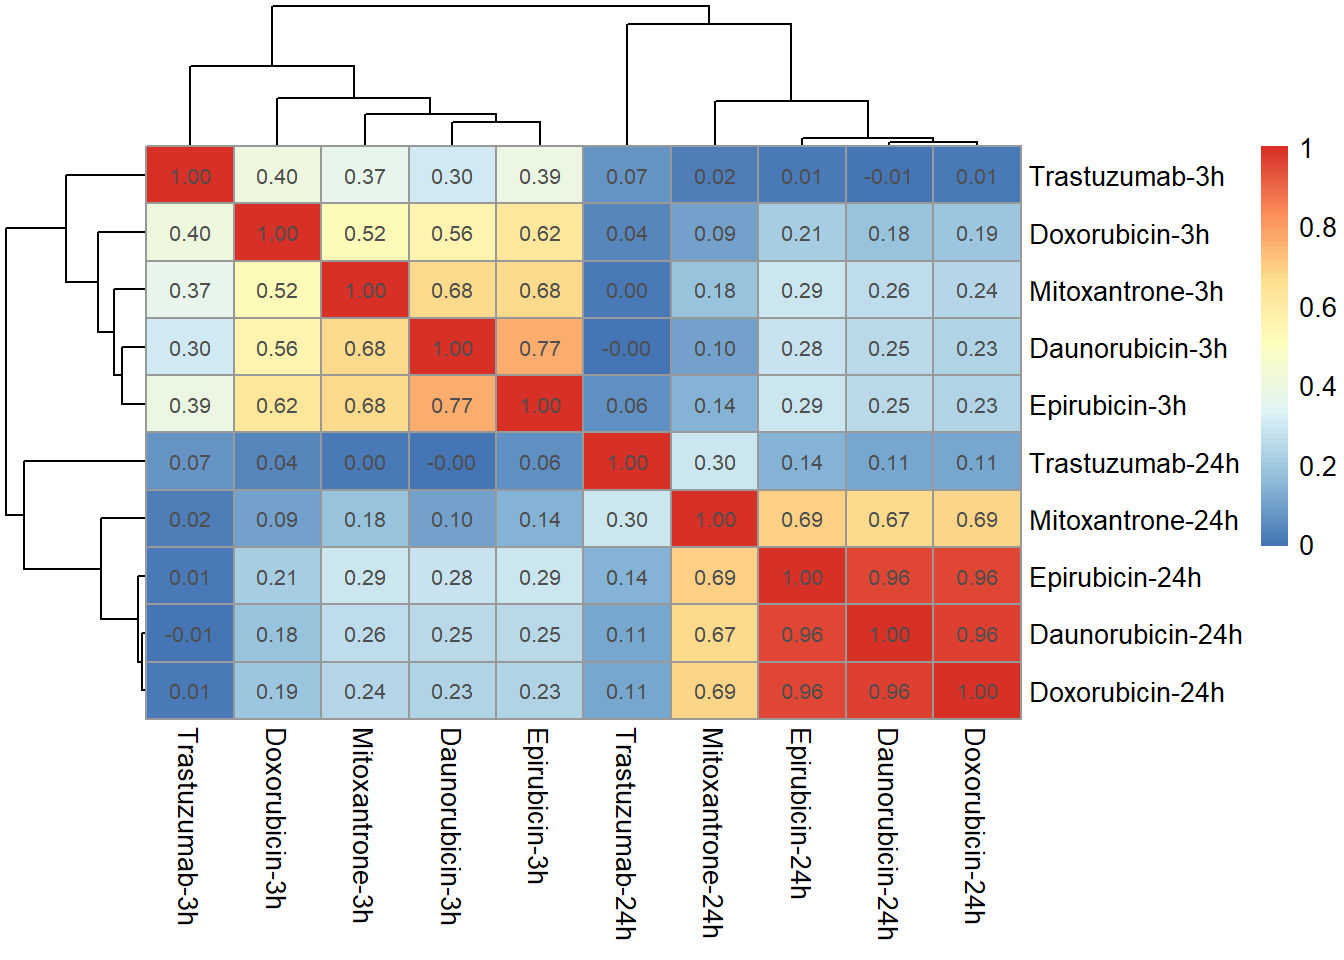 1.00 0.40 0.37 0.30 0.39 0.07 0.02 0.01 -0.01 0.01 Trastuzumab-3h
0.40 1.00 0.52 0.56 0.62 0.04 0.09 0.21 0.18 0.19 Doxorubicin-3h
0.37 0.52 1.00 0.68 0.68 0.00 0.18 0.29 0.26 0.24 Mitoxantrone-3h
0.30 0.56 0.68 1.00 0.77 -0.00 0.10 0.28 0.25 0.23 Daunorubicin-3h
0.39 0.62 0.68 0.77 1.00 0.06 0.14 0.29 0.25 0.23 Epirubicin-3h
0.07 0.04 0.00 -0.00 0.06 1.00 0.30 0.14 0.11 0.11 Trastuzumab-24h
0.02 0.09 0.18 0.10 0.14 0.30 1.00 0.69 0.67 0.69 Mitoxantrone-24h
0.01 0.21 0.29 0.28 0.29 0.14 0.69 1.00 0.96 0.96 Epirubicin-24h
-0.01 0.18 0.26 0.25 0.25 0.11 0.67 0.96 1.00 0.96 Daunorubicin-24h
0.01 0.19 0.24 0.23 0.23 0.11 0.69 0.96 0.96 1.00 Doxorubicin-24h
Trastuzumab-3h
Doxorubicin-3h
Mitoxantrone-3h
Daunorubicin-3h
Epirubicin-3h
Trastuzumab-24h
Mitoxantrone-24h
Epirubicin-24h
Daunorubicin-24h
Doxorubicin-24h
1
0.8
0.6
0.4
0.2
0